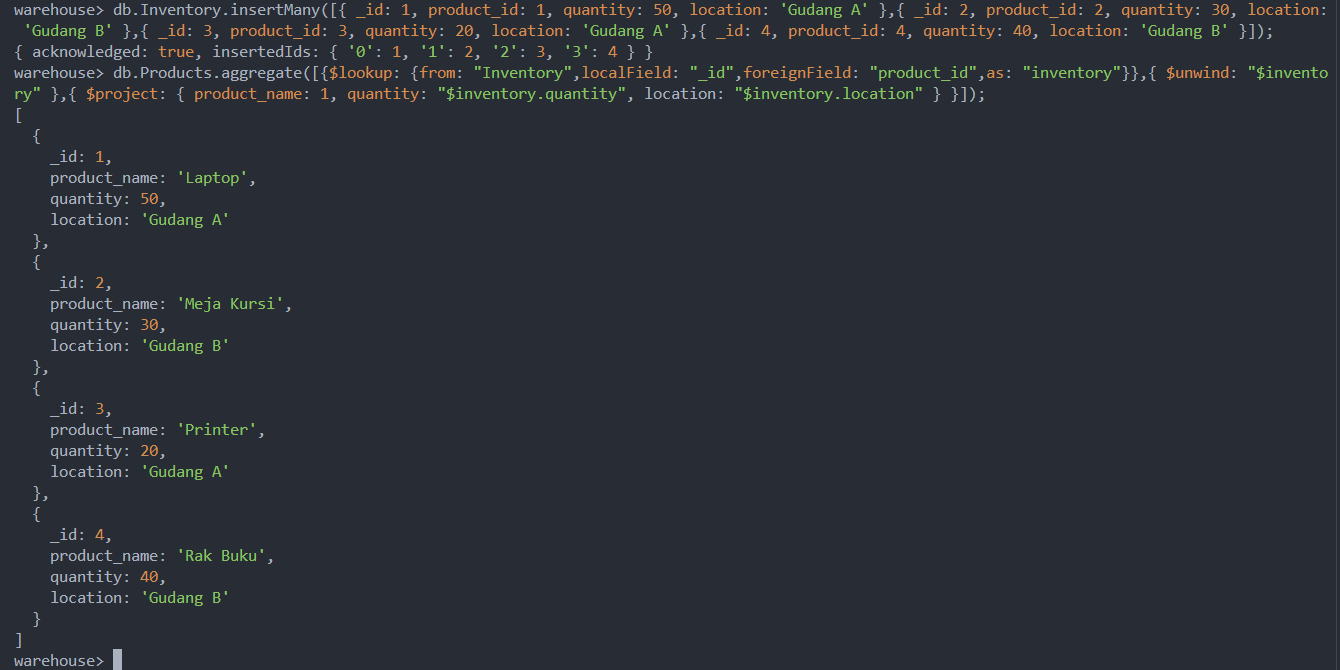 warehouse> db.Inventory.insertMany([{ _id: 1, product_id: 1, quantity: 50, location: 'Gudang A' },{ _id: 2, product_id: 2, quantity: 30, location:
 'Gudang B' },{ _id: 3, product_id: 3, quantity: 20, location: 'Gudang A' },{ _id: 4, product_id: 4, quantity: 40, location: 'Gudang B' }]);
{ acknowledged: true, insertedIds: { '0': 1, '1': 2, '2': 3, '3': 4 } }
warehouse> db.Products.aggregate([{$lookup: {from: "Inventory",localField: "_id",foreignField: "product_id",as: "inventory"}},{ $unwind: "$invento
ry" },{ $project: { product_name: 1, quantity: "$inventory.quantity", location: "$inventory.location" } }]);
[
  {
    _id: 1,
    product_name: 'Laptop',
    quantity: 50,
    location: 'Gudang A'
  },
  {
    _id: 2,
    product_name: 'Meja Kursi',
    quantity: 30,
    location: 'Gudang B'
  },
  {
    _id: 3,
    product_name: 'Printer',
    quantity: 20,
    location: 'Gudang A'
  },
  {
    _id: 4,
    product_name: 'Rak Buku',
    quantity: 40,
    location: 'Gudang B'
  }
]
warehouse>